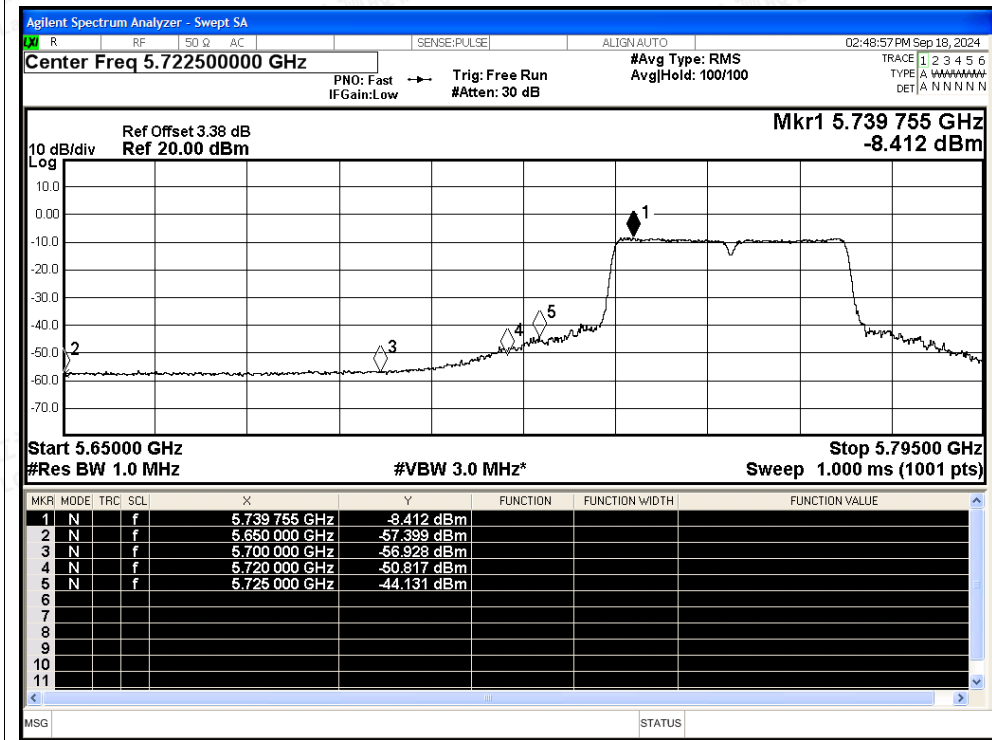 Agilent Spectrum Analyzer - Swept SA
LXI R RF 50 Ω AC SENSE:PULSE ALIGN AUTO 02:48:57 PM Sep 18, 2024
Center Freq 5.722500000 GHz #Avg Type: RMS TRACE 1 2 3 4 5 6
PNO: Fast Trig: Free Run Avg|Hold: 100/100 TYPE A WWWWW
IFGain:Low #Atten: 30 dB DET A N N N N N
Mkr1 5.739 755 GHz
Ref Offset 3.38 dB
10 dB/div Ref 20.00 dBm -8.412 dBm
Log
10.0
0.00
1
-10.0
-20.0
-30.0
5
-40.0
4
-50.0
2
3
-60.0
-70.0
Start 5.65000 GHz Stop 5.79500 GHz
#Res BW 1.0 MHz #VBW 3.0 MHz* Sweep 1.000 ms (1001 pts)
MKR MODE TRC SCL X Y FUNCTION FUNCTION WIDTH FUNCTION VALUE
1 N f 5.739 755 GHz -8.412 dBm
2 N f 5.650 000 GHz -57.399 dBm
3 N f 5.700 000 GHz -56.928 dBm
4 N f 5.720 000 GHz -50.817 dBm
5 N f 5.725 000 GHz -44.131 dBm
6
7
8
9
10
11
MSG STATUS